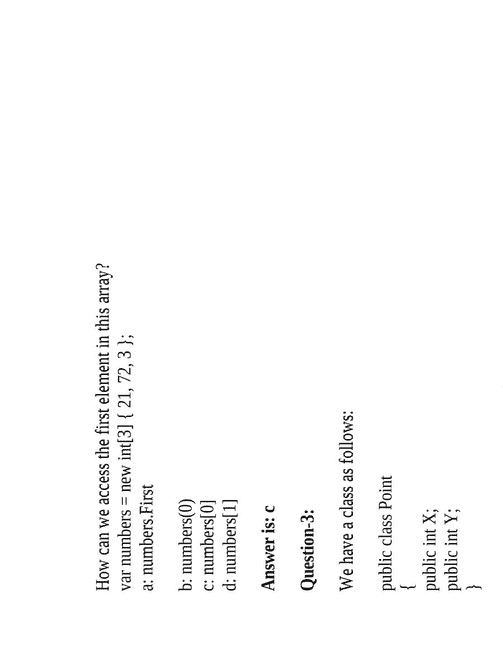 How can we access the first element in this array?
var numbers = new int[3] { 21, 72, 3 };
a: numbers.First
b: numbers(0)
c: numbers[0]
d: numbers[1]
Answer is: c
Question-3:
We have a class as follows:
public class Point
{
public int X;
public int Y;
}